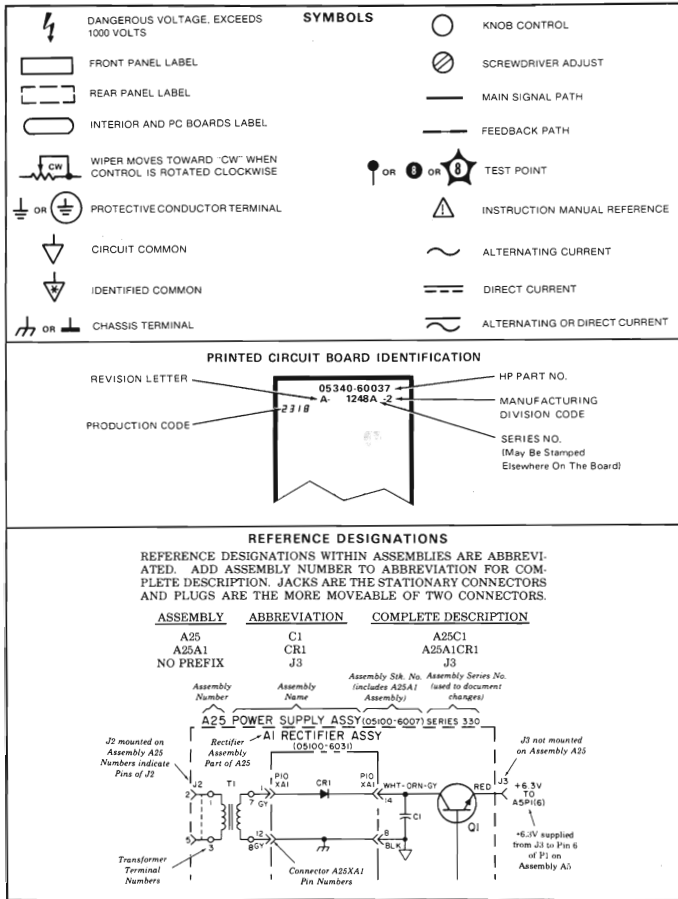 SYMBOLS
DANGEROUS VOLTAGE, EXCEEDS
1000 VOLTS
KNOB CONTROL
FRONT PANEL LABEL
SCREWDRIVER ADJUST
REAR PANEL LABEL
MAIN SIGNAL PATH
INTERIOR AND PC BOARDS LABEL
FEEDBACK PATH
CW
WIPER MOVES TOWARD "CW" WHEN
CONTROL IS ROTATED CLOCKWISE
OR 8 OR 8 TEST POINT
OR PROTECTIVE CONDUCTOR TERMINAL
INSTRUCTION MANUAL REFERENCE
CIRCUIT COMMON
ALTERNATING CURRENT
IDENTIFIED COMMON
DIRECT CURRENT
OR CHASSIS TERMINAL
ALTERNATING OR DIRECT CURRENT
PRINTED CIRCUIT BOARD IDENTIFICATION
REVISION LETTER
HP PART NO.
05340-60037
A- 1248A -2
2318
MANUFACTURING
DIVISION CODE
PRODUCTION CODE
SERIES NO.
(May Be Stamped
Elsewhere On The Board)
REFERENCE DESIGNATIONS
REFERENCE DESIGNATIONS WITHIN ASSEMBLIES ARE ABBREVI-
ATED. ADD ASSEMBLY NUMBER TO ABBREVIATION FOR COM-
PLETE DESCRIPTION. JACKS ARE THE STATIONARY CONNECTORS
AND PLUGS ARE THE MORE MOVEABLE OF TWO CONNECTORS.
ASSEMBLY ABBREVIATION COMPLETE DESCRIPTION
A25 C1 A25C1
A25A1 CR1 A25A1CR1
NO PREFIX J3 J3
Assembly
Number
Assembly
Name
Assembly Stk. No.
(includes A25A1
Assembly)
Assembly Series No.
(used to document
changes)
A25 POWER SUPPLY ASSY (05100-6007) SERIES 330
A1 RECTIFIER ASSY
(05100-6031)
J2 mounted on
Assembly A25
Numbers indicate
Pins of J2
Rectifier
Assembly
Part of A25
J3 not mounted
on Assembly A25
J2
T1
P10
XA1
CR1
P10
XA1
WHT-ORN-GY
RED
J3
2
1
7
1
GY
14
+6.3V
TO
A5P1(6)
C1
Q1
5
3
8
12
GY
8
BLK
+6.3V supplied
from J3 to Pin 6
of P1 on
Assembly A5
Transformer
Terminal
Numbers
Connector A25XA1
Pin Numbers